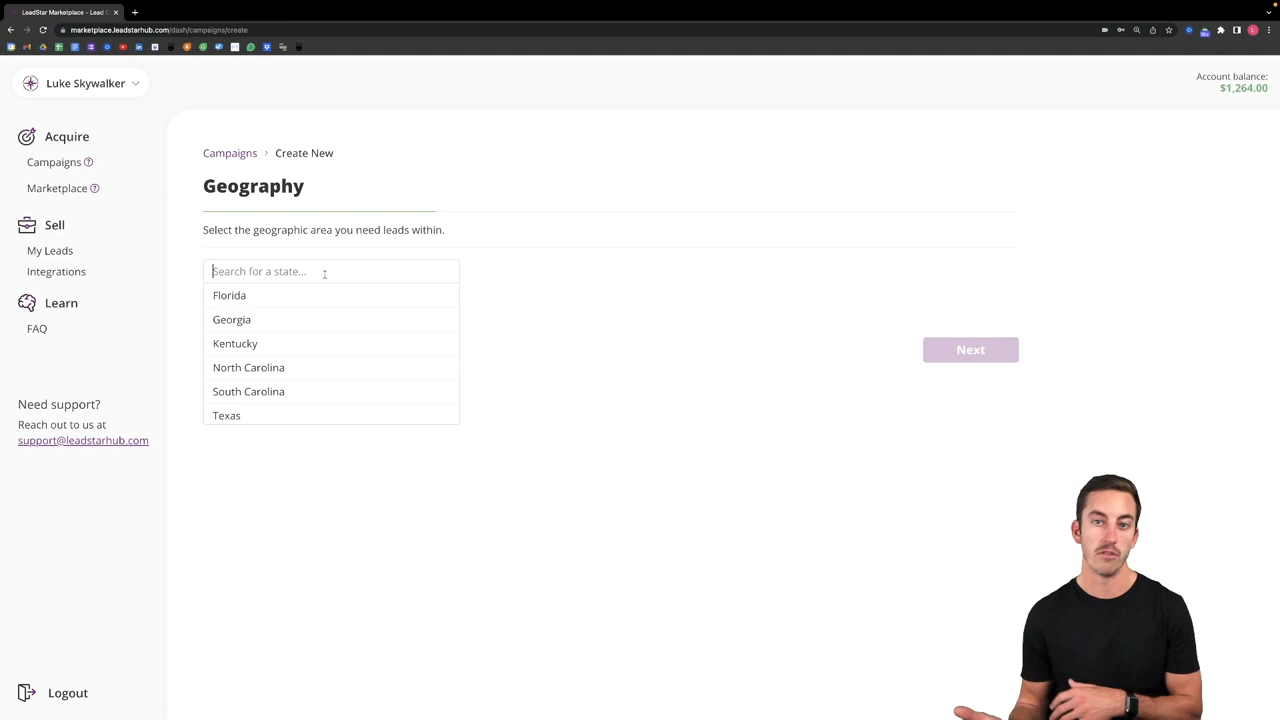 LeadStar Marketplace - Lead
marketplace.leadstarhub.com/dash/campaigns/create
Luke Skywalker
Account balance:
$1,264.00
Acquire
Campaigns
Marketplace
Sell
My Leads
Integrations
Learn
FAQ
Need support?
Reach out to us at
support@leadstarhub.com
Logout
Campaigns > Create New
Geography
Select the geographic area you need leads within.
Search for a state...
Florida
Georgia
Kentucky
North Carolina
South Carolina
Texas
Next